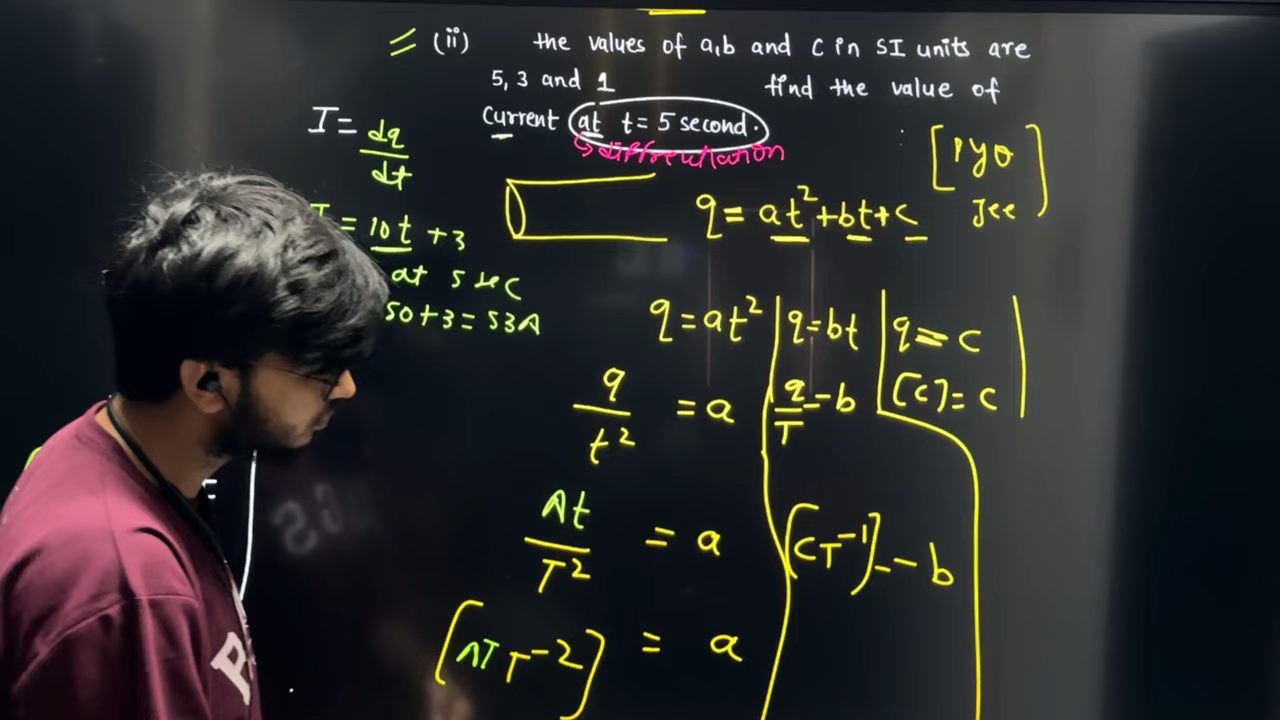 (ii) the values of a,b and c in SI units are
5, 3 and 1 find the value of
Current at t = 5 second.
differentiation
I = dq/dt
I = 10t + 3
at 5 sec
50+3 = 53A
[PYQ
Jee]
q = at²+bt+c
q = at² | q = bt | q = c
q/t² = a | q/T = b | [C] = c
At/T² = a | [CT⁻¹] = b
[AT T⁻²] = a